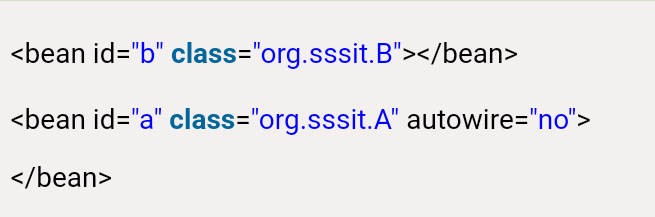 <bean id="b" class="org.sssit.B"></bean>
<bean id="a" class="org.sssit.A" autowire="no">
</bean>